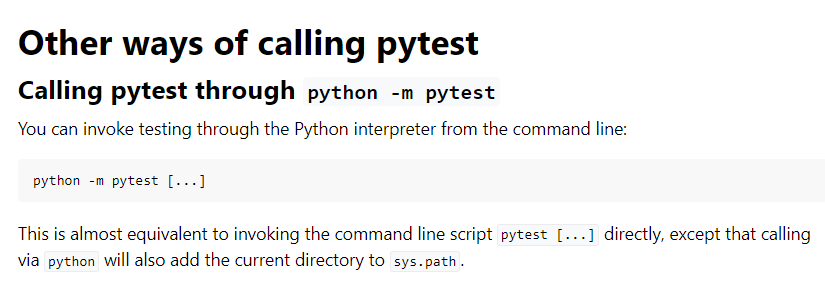 Other ways of calling pytest
Calling pytest through python -m pytest
You can invoke testing through the Python interpreter from the command line:
python -m pytest [...]
This is almost equivalent to invoking the command line script pytest [...] directly, except that calling
via python will also add the current directory to sys.path.